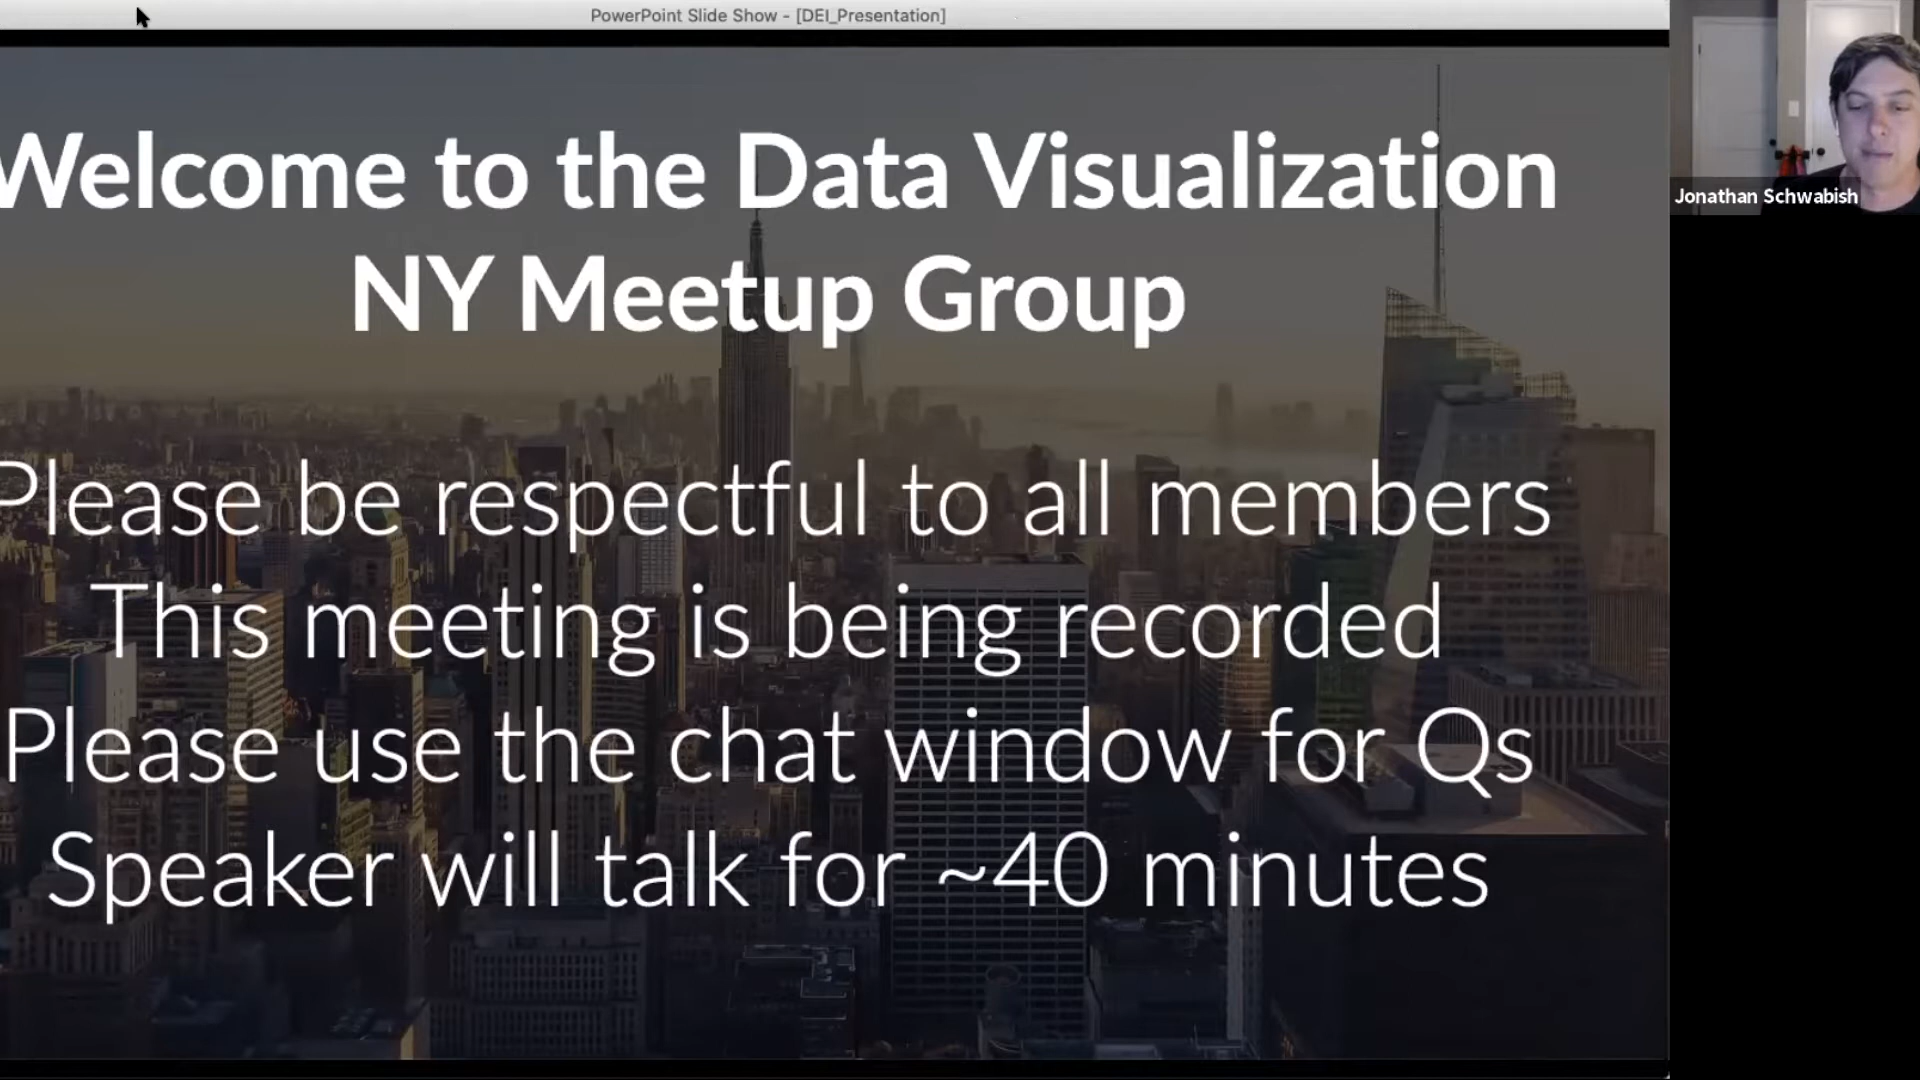 PowerPoint Slide Show - [DEI_Presentation]
Welcome to the Data Visualization
NY Meetup Group
Please be respectful to all members
This meeting is being recorded
Please use the chat window for Qs
Speaker will talk for ~40 minutes
Jonathan Schwabish